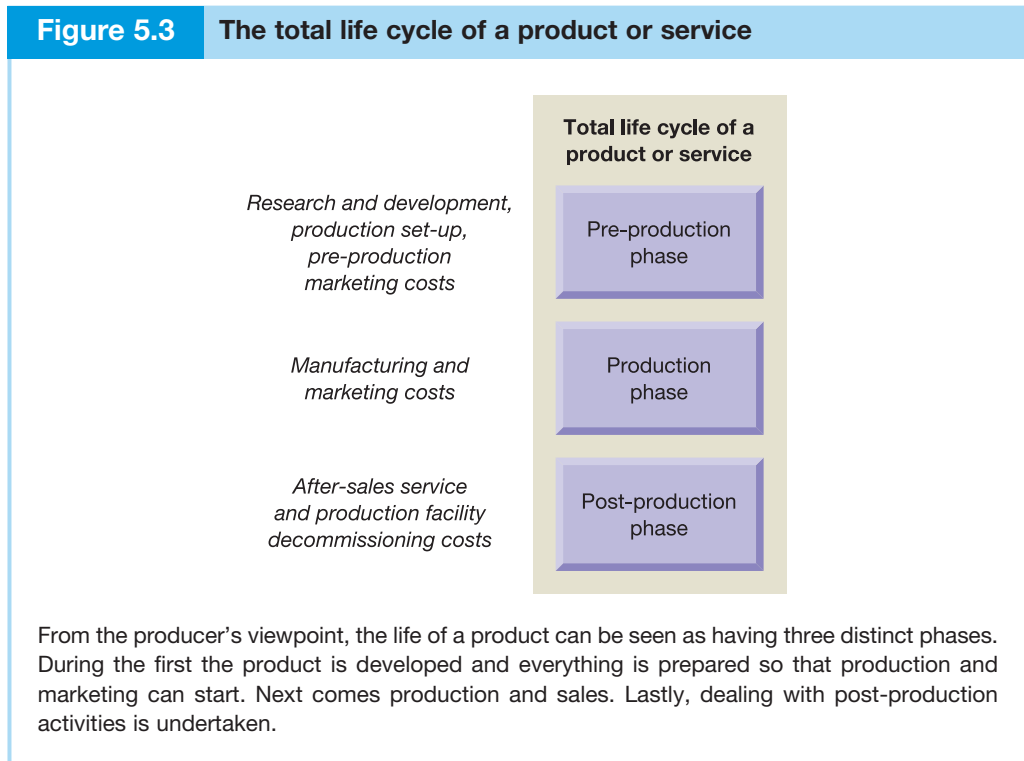 Figure 5.3 The total life cycle of a product or service
Total life cycle of a
product or service
Research and development,
production set-up,
pre-production
marketing costs
Pre-production
phase
Manufacturing and
marketing costs
Production
phase
After-sales service
and production facility
decommissioning costs
Post-production
phase
From the producer’s viewpoint, the life of a product can be seen as having three distinct phases.
During the first the product is developed and everything is prepared so that production and
marketing can start. Next comes production and sales. Lastly, dealing with post-production
activities is undertaken.